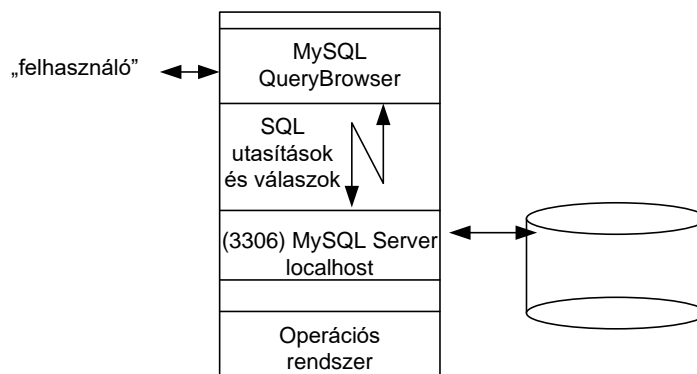 MySQL
QueryBrowser
„felhasználó”
SQL
utasítások
és válaszok
(3306) MySQL Server
localhost
Operációs
rendszer